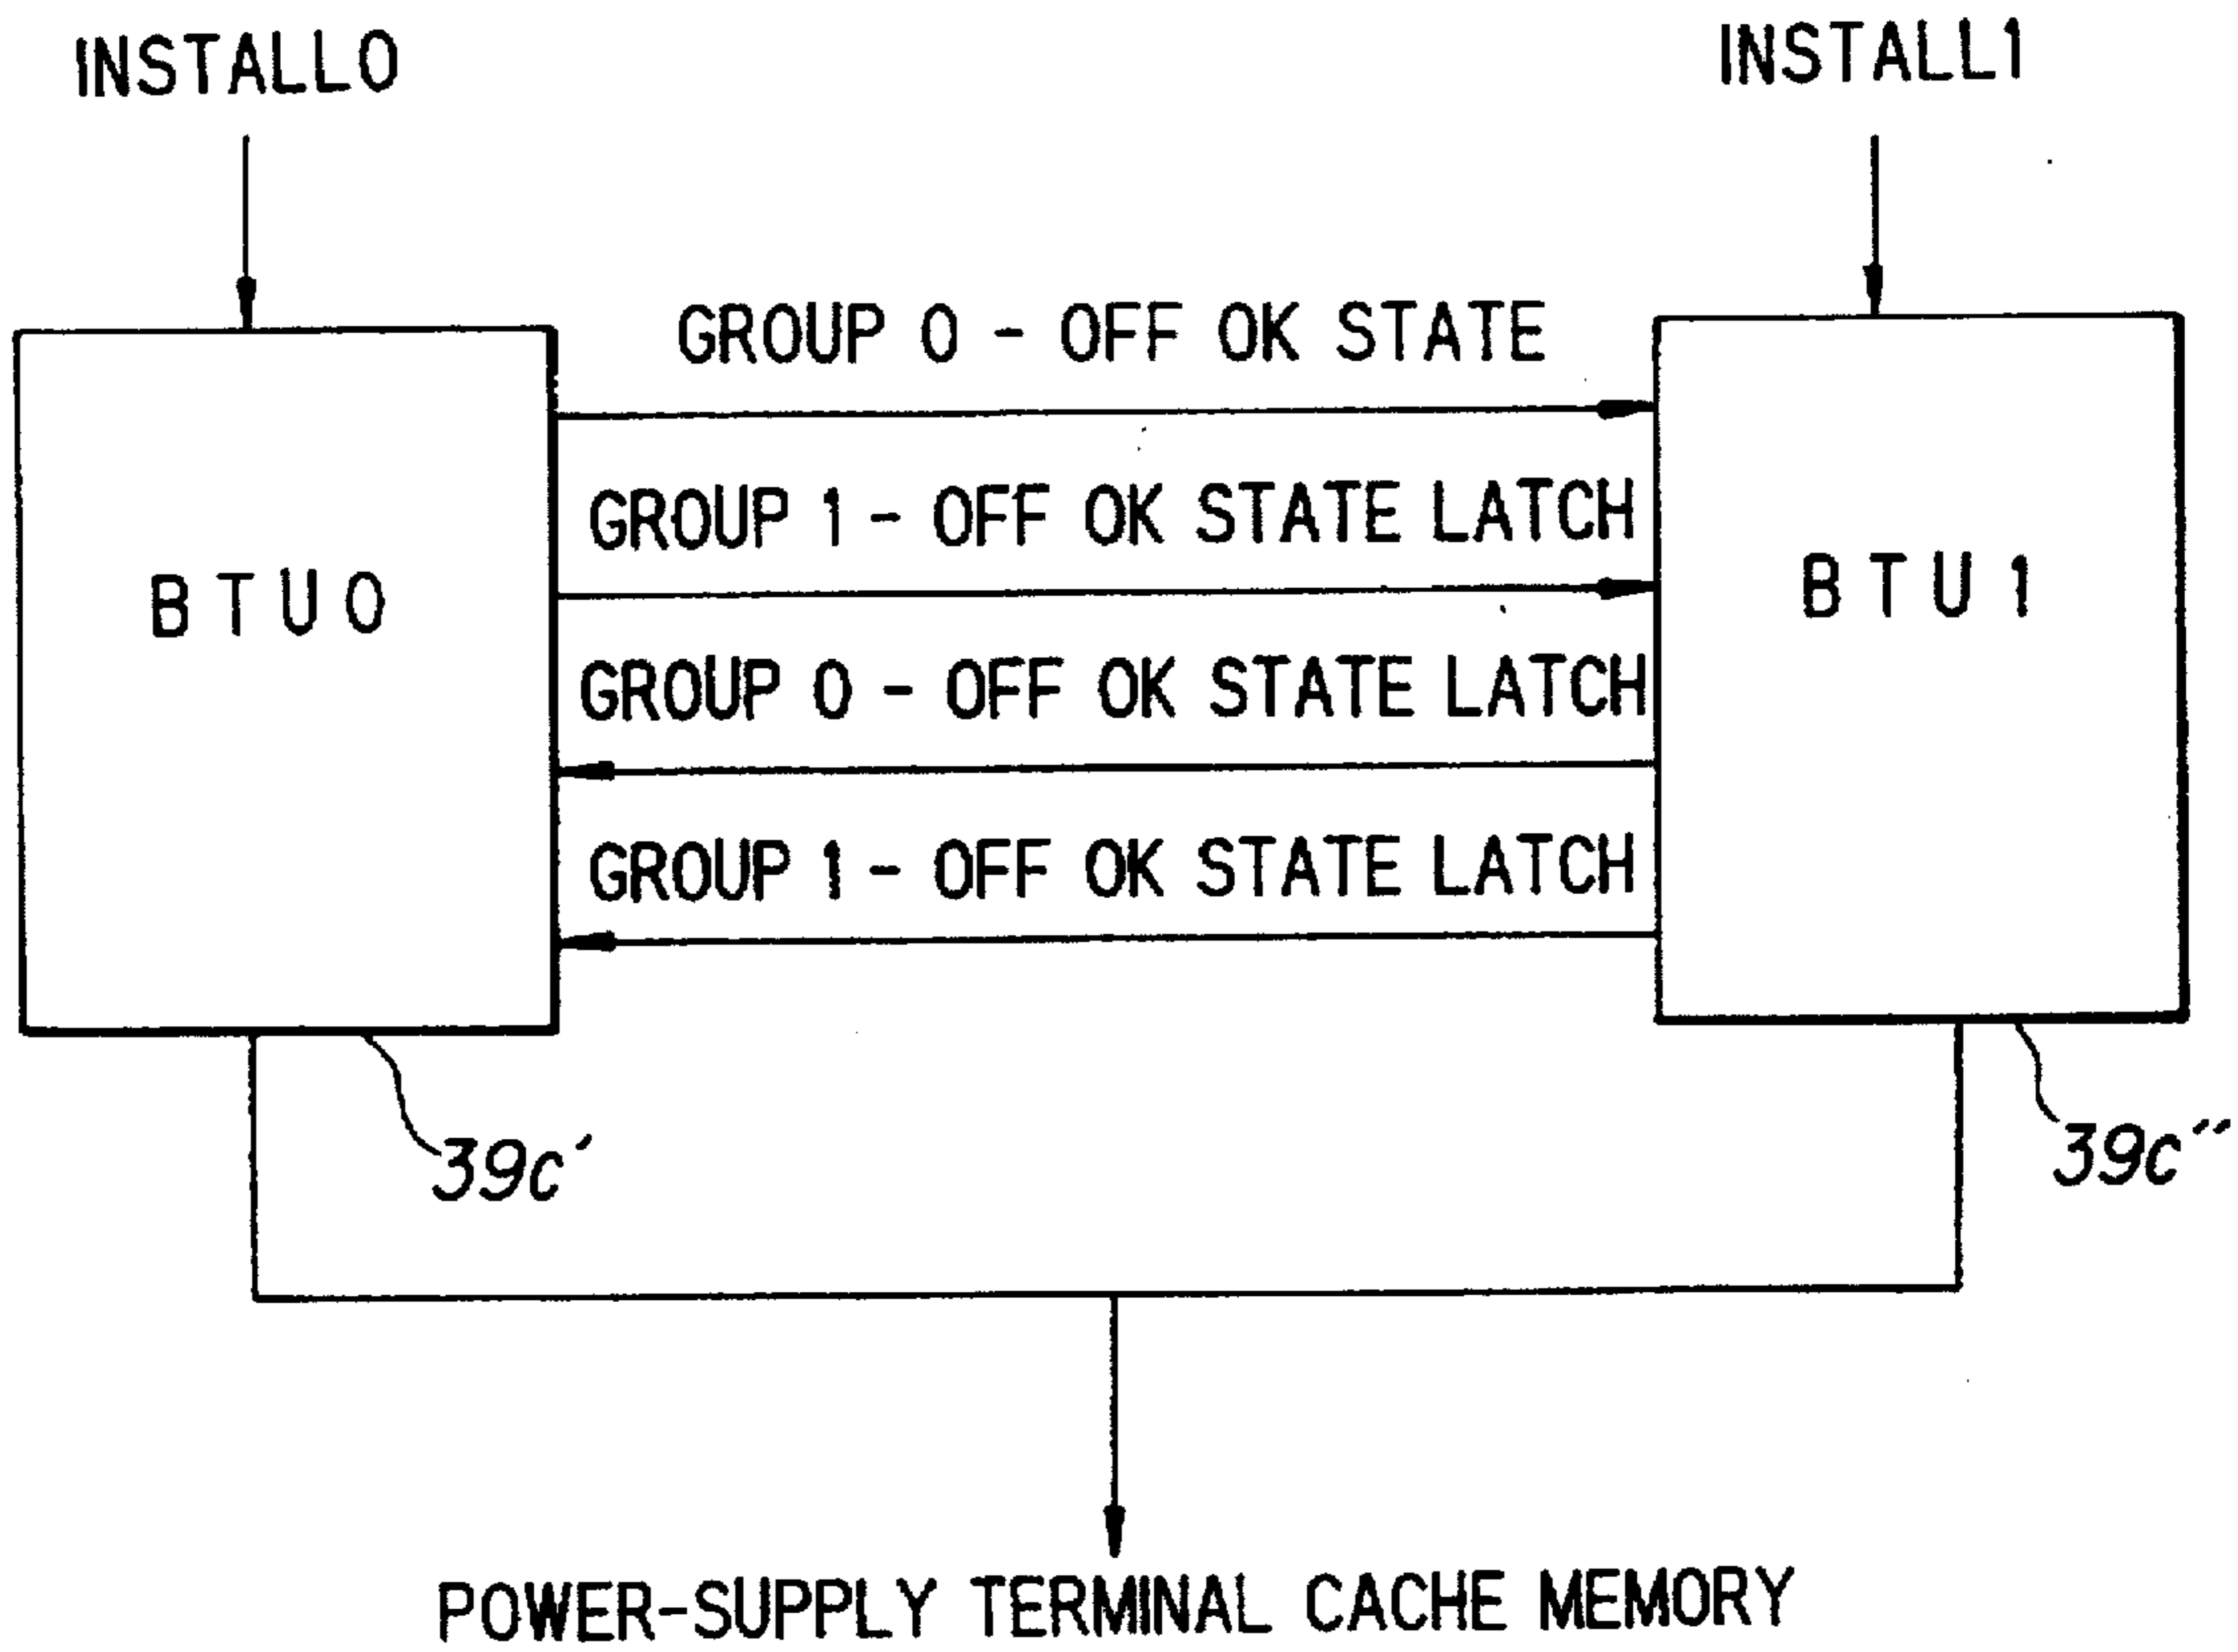 INSTALL0
INSTALL1
GROUP 0 - OFF OK STATE
GROUP 1 - OFF OK STATE LATCH
BTU0
BTU1
GROUP 0 - OFF OK STATE LATCH
GROUP 1 - OFF OK STATE LATCH
39c'
39c"
POWER-SUPPLY TERMINAL CACHE MEMORY